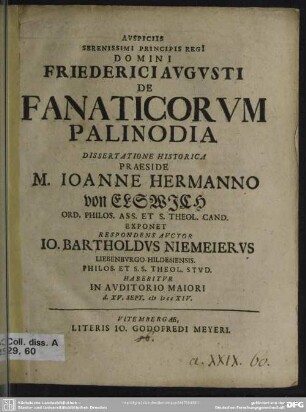 AVSPICIIS
SERENISSIMI PRINCIPIS REGI
DOMINI
FRIEDERICI AVGVSTI
DE
FANATICORVM
PALINODIA
DISSERTATIONE HISTORICA
PRAESIDE
M. IOANNE HERMANNO
von ELSWICH
ORD. PHILOS. ASS. ET S. THEOL. CAND.
EXPONET
RESPONDENS AVCTOR
IO. BARTHOLDVS NIEMEIERVS
LIEBENBVRGO-HILDESIENSIS.
PHILOS. ET S.S. THEOL. STVD.
HABEBITVR
IN AVDITORIO MAIORI
d. XV. SEPT.
VITEMBERGAE,
LITERIS IO. GODOFREDI MEYERI.
Coll. diss. A
29, 60
a. XXIX. 60.